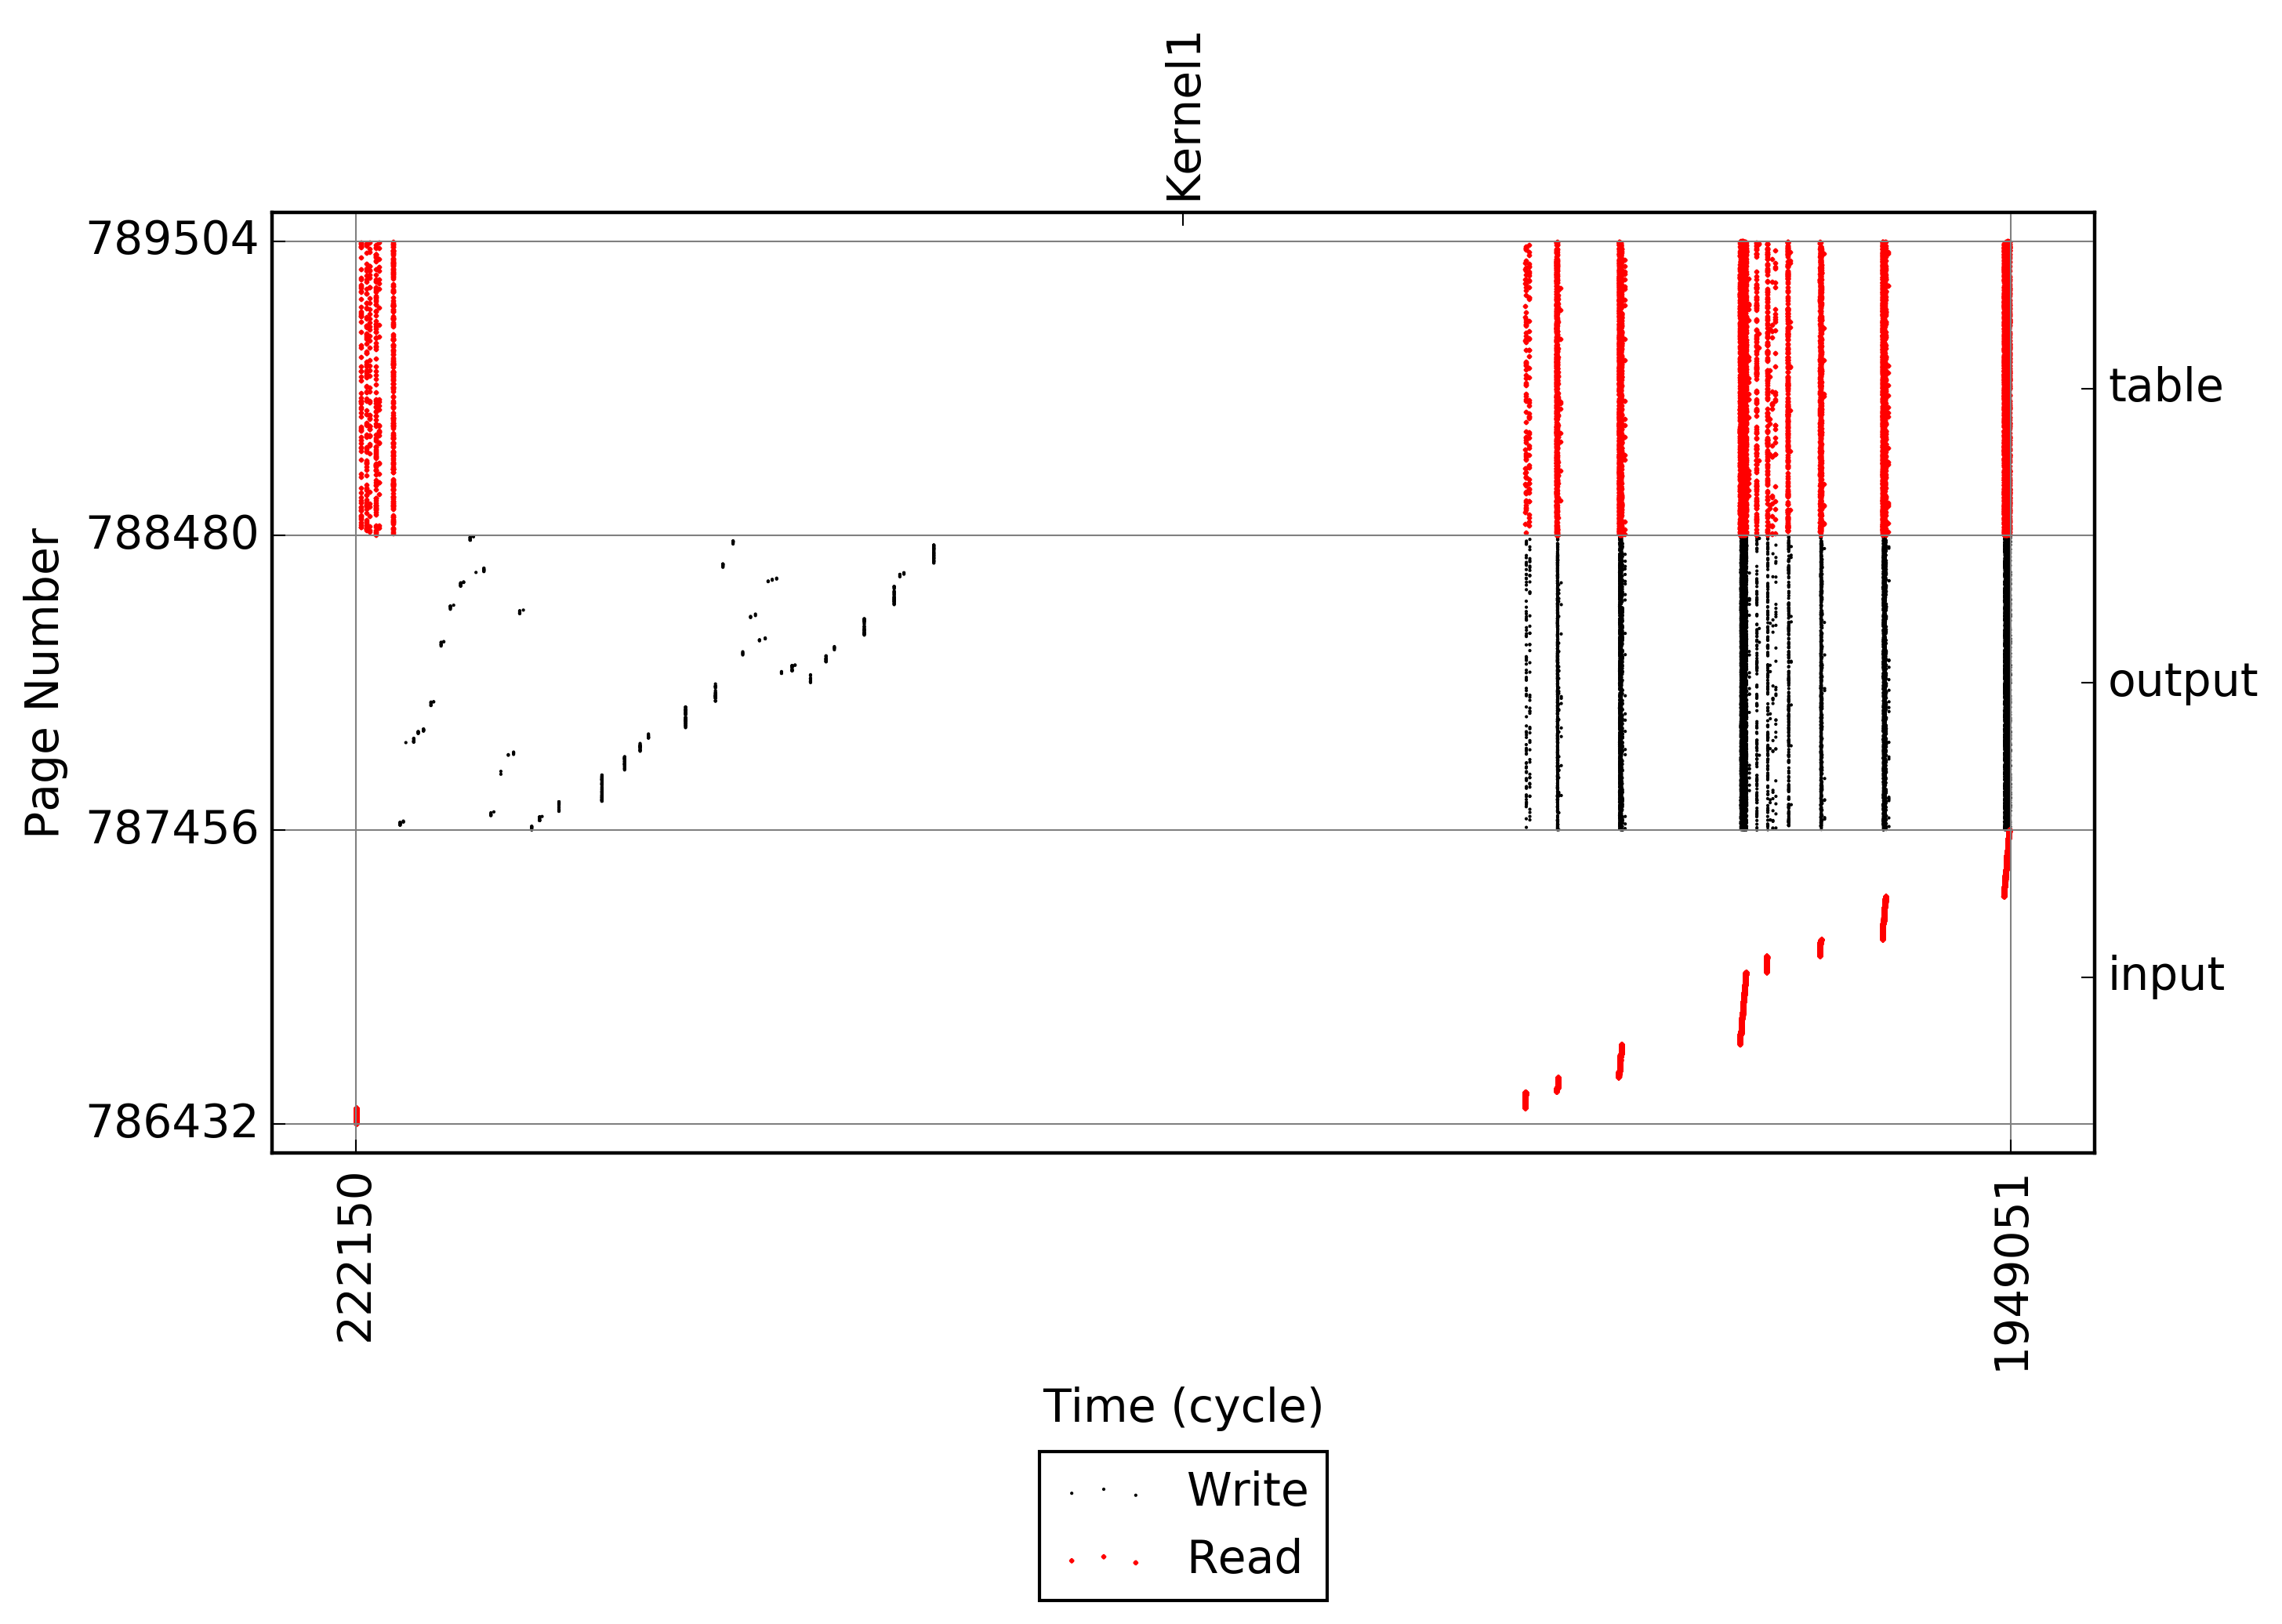 Kernel1
789504
788480
787456
786432
Page Number
table
output
input
222150
1949051
Time (cycle)
Write
Read